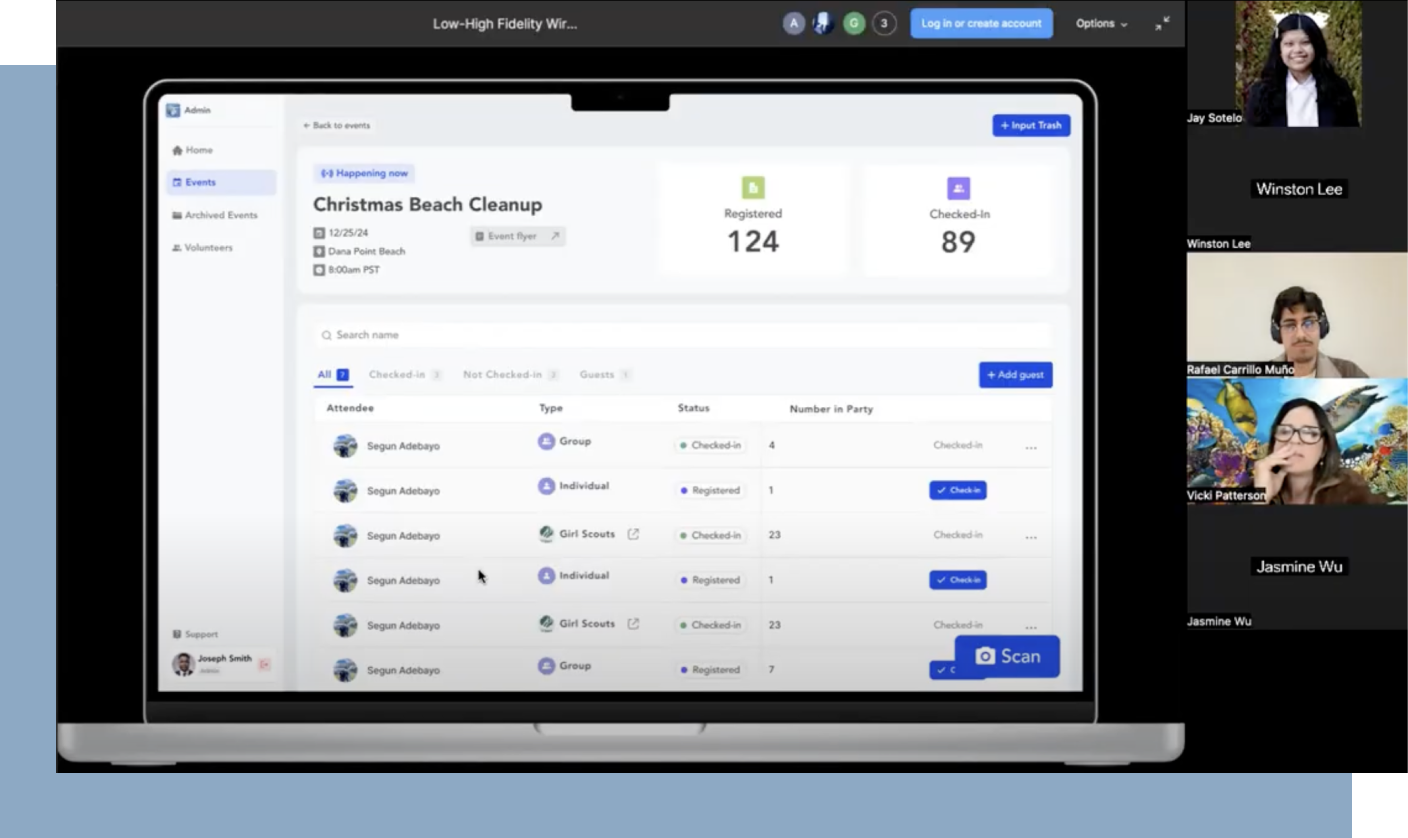 Low-High Fidelity Wir...
A
G
3
Log in or create account
Options
Admin
Home
Events
Archived Events
Volunteers
Support
Joseph Smith
Admin
← Back to events
+ Input Trash
Happening now
Christmas Beach Cleanup
12/25/24
Event flyer
Dana Point Beach
8:00am PST
Registered
124
Checked-In
89
Search name
All 7 Checked-in 3 Not Checked-in 3 Guests 1
+ Add guest
Attendee Type Status Number in Party
Segun Adebayo Group Checked-in 4 Checked-in ...
Segun Adebayo Individual Registered 1 Check-in
Segun Adebayo Girl Scouts Checked-in 23 Checked-in ...
Segun Adebayo Individual Registered 1 Check-in
Segun Adebayo Girl Scouts Checked-in 23 Checked-in ...
Segun Adebayo Group Registered 7 C
Scan
Jay Sotelo
Winston Lee
Winston Lee
Rafael Carrillo Muño
Vicki Patterson
Jasmine Wu
Jasmine Wu